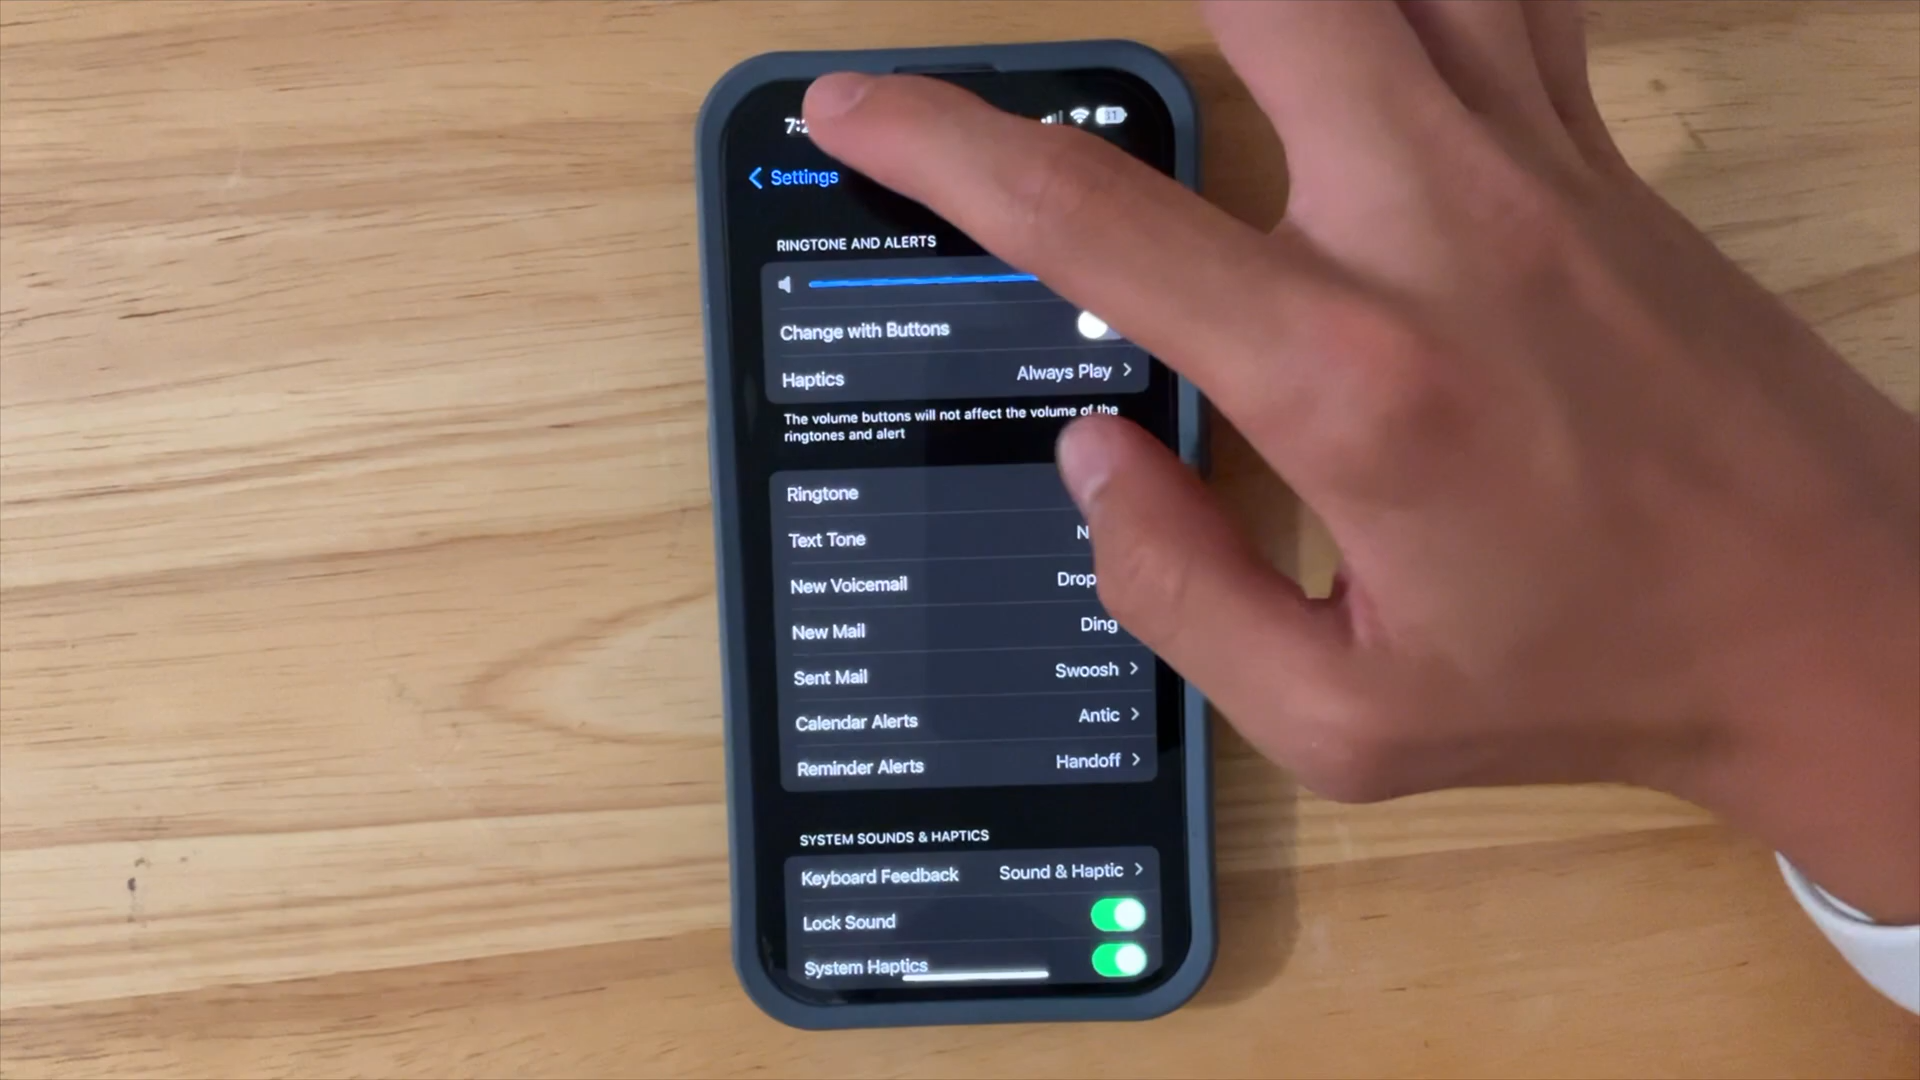 31
Settings
RINGTONE AND ALERTS
Change with Buttons
Haptics Always Play
The volume buttons will not affect the volume of the
ringtones and alert
Ringtone
Text Tone
New Voicemail
New Mail Ding
Sent Mail Swoosh
Calendar Alerts Antic
Reminder Alerts Handoff
SYSTEM SOUNDS & HAPTICS
Keyboard Feedback Sound & Haptic
Lock Sound
System Haptics